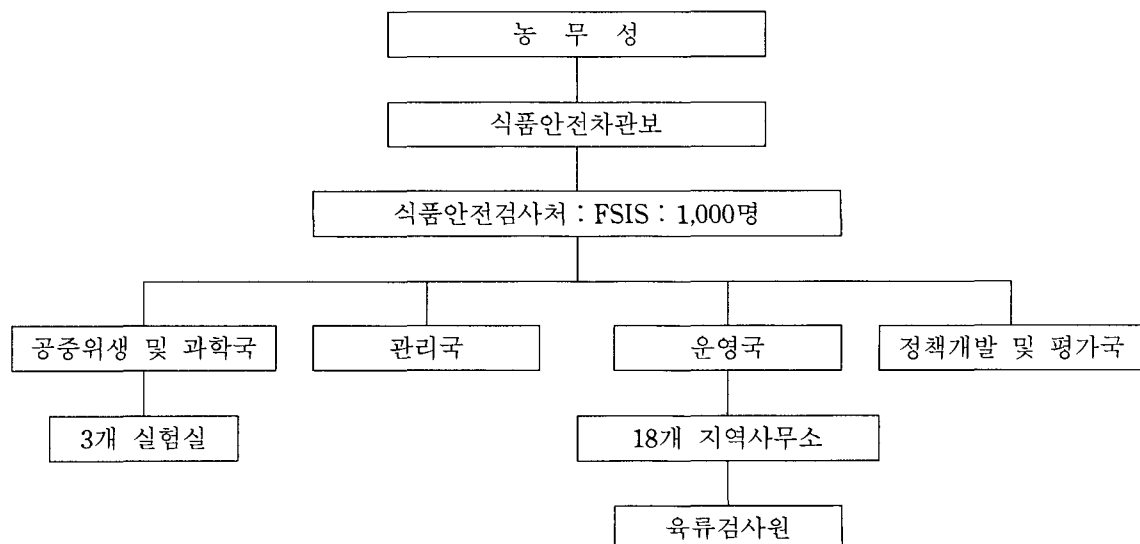 농 무 성
식품안전차관보
식품안전검사처 : FSIS : 1,000명
공중위생 및 과학국
관리국
운영국
정책개발 및 평가국
3개 실험실
18개 지역사무소
육류검사원